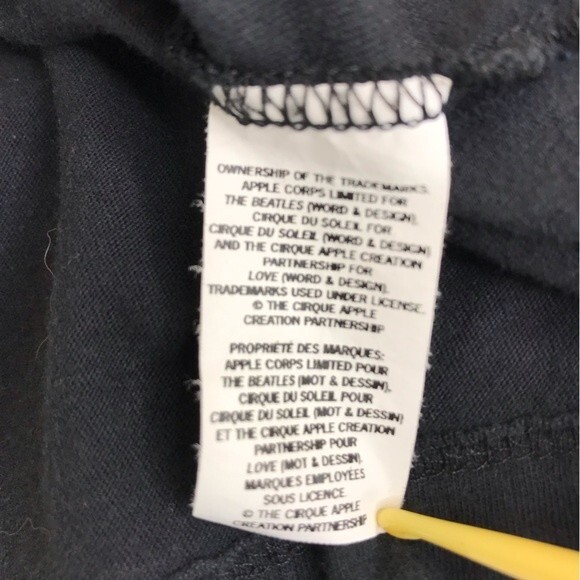 OWNERSHIP OF THE TRADEMARKS:
APPLE CORPS LIMITED FOR
THE BEATLES (WORD & DESIGN),
CIRQUE DU SOLEIL FOR
CIRQUE DU SOLEIL (WORD & DESIGN)
AND THE CIRQUE APPLE CREATION
PARTNERSHIP FOR
LOVE (WORD & DESIGN).
TRADEMARKS USED UNDER LICENSE.
© THE CIRQUE APPLE
CREATION PARTNERSHIP
PROPRIÉTÉ DES MARQUES:
APPLE CORPS LIMITED POUR
THE BEATLES (MOT & DESSIN),
CIRQUE DU SOLEIL POUR
CIRQUE DU SOLEIL (MOT & DESSIN)
ET THE CIRQUE APPLE CREATION
PARTNERSHIP POUR
LOVE (MOT & DESSIN).
MARQUES EMPLOYÉES
SOUS LICENCE.
© THE CIRQUE APPLE
CREATION PARTNERSHIP